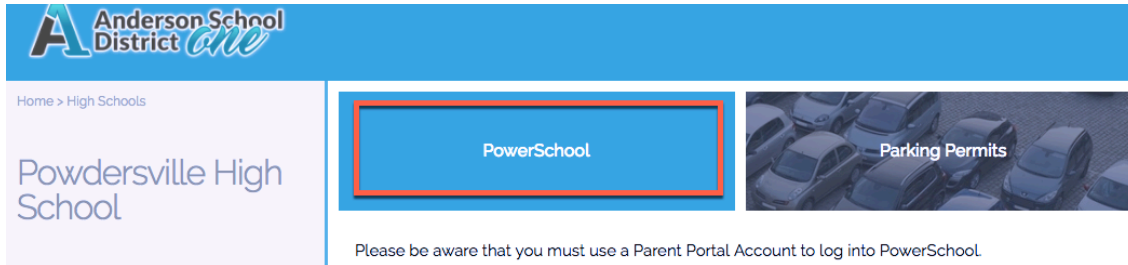 Anderson School
District one
Home > High Schools
Powdersville High
School
PowerSchool
Parking Permits
Please be aware that you must use a Parent Portal Account to log into PowerSchool.